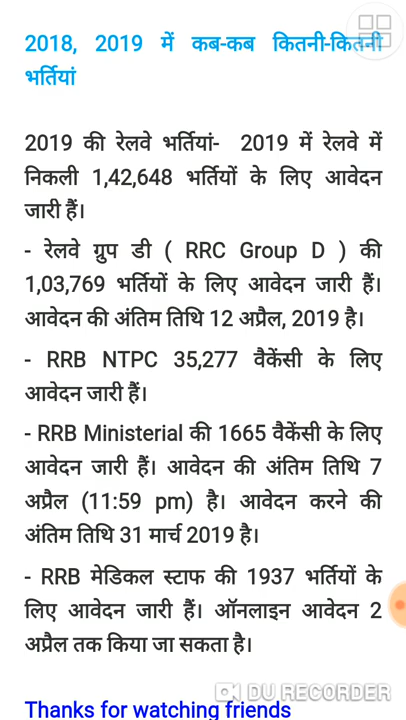 2018, 2019 में कब-कब कितनी-कितनी
भर्तियां
2019 की रेलवे भर्तियां- 2019 में रेलवे में
निकली 1,42,648 भर्तियों के लिए आवेदन
जारी हैं।
- रेलवे ग्रुप डी ( RRC Group D ) की
1,03,769 भर्तियों के लिए आवेदन जारी हैं।
आवेदन की अंतिम तिथि 12 अप्रैल, 2019 है।
- RRB NTPC 35,277 वैकेंसी के लिए
आवेदन जारी हैं।
- RRB Ministerial की 1665 वैकेंसी के लिए
आवेदन जारी हैं। आवेदन की अंतिम तिथि 7
अप्रैल (11:59 pm) है। आवेदन करने की
अंतिम तिथि 31 मार्च 2019 है।
- RRB मेडिकल स्टाफ की 1937 भर्तियों के
लिए आवेदन जारी हैं। ऑनलाइन आवेदन 2
अप्रैल तक किया जा सकता है।
Thanks for watching friends
DU RECORDER